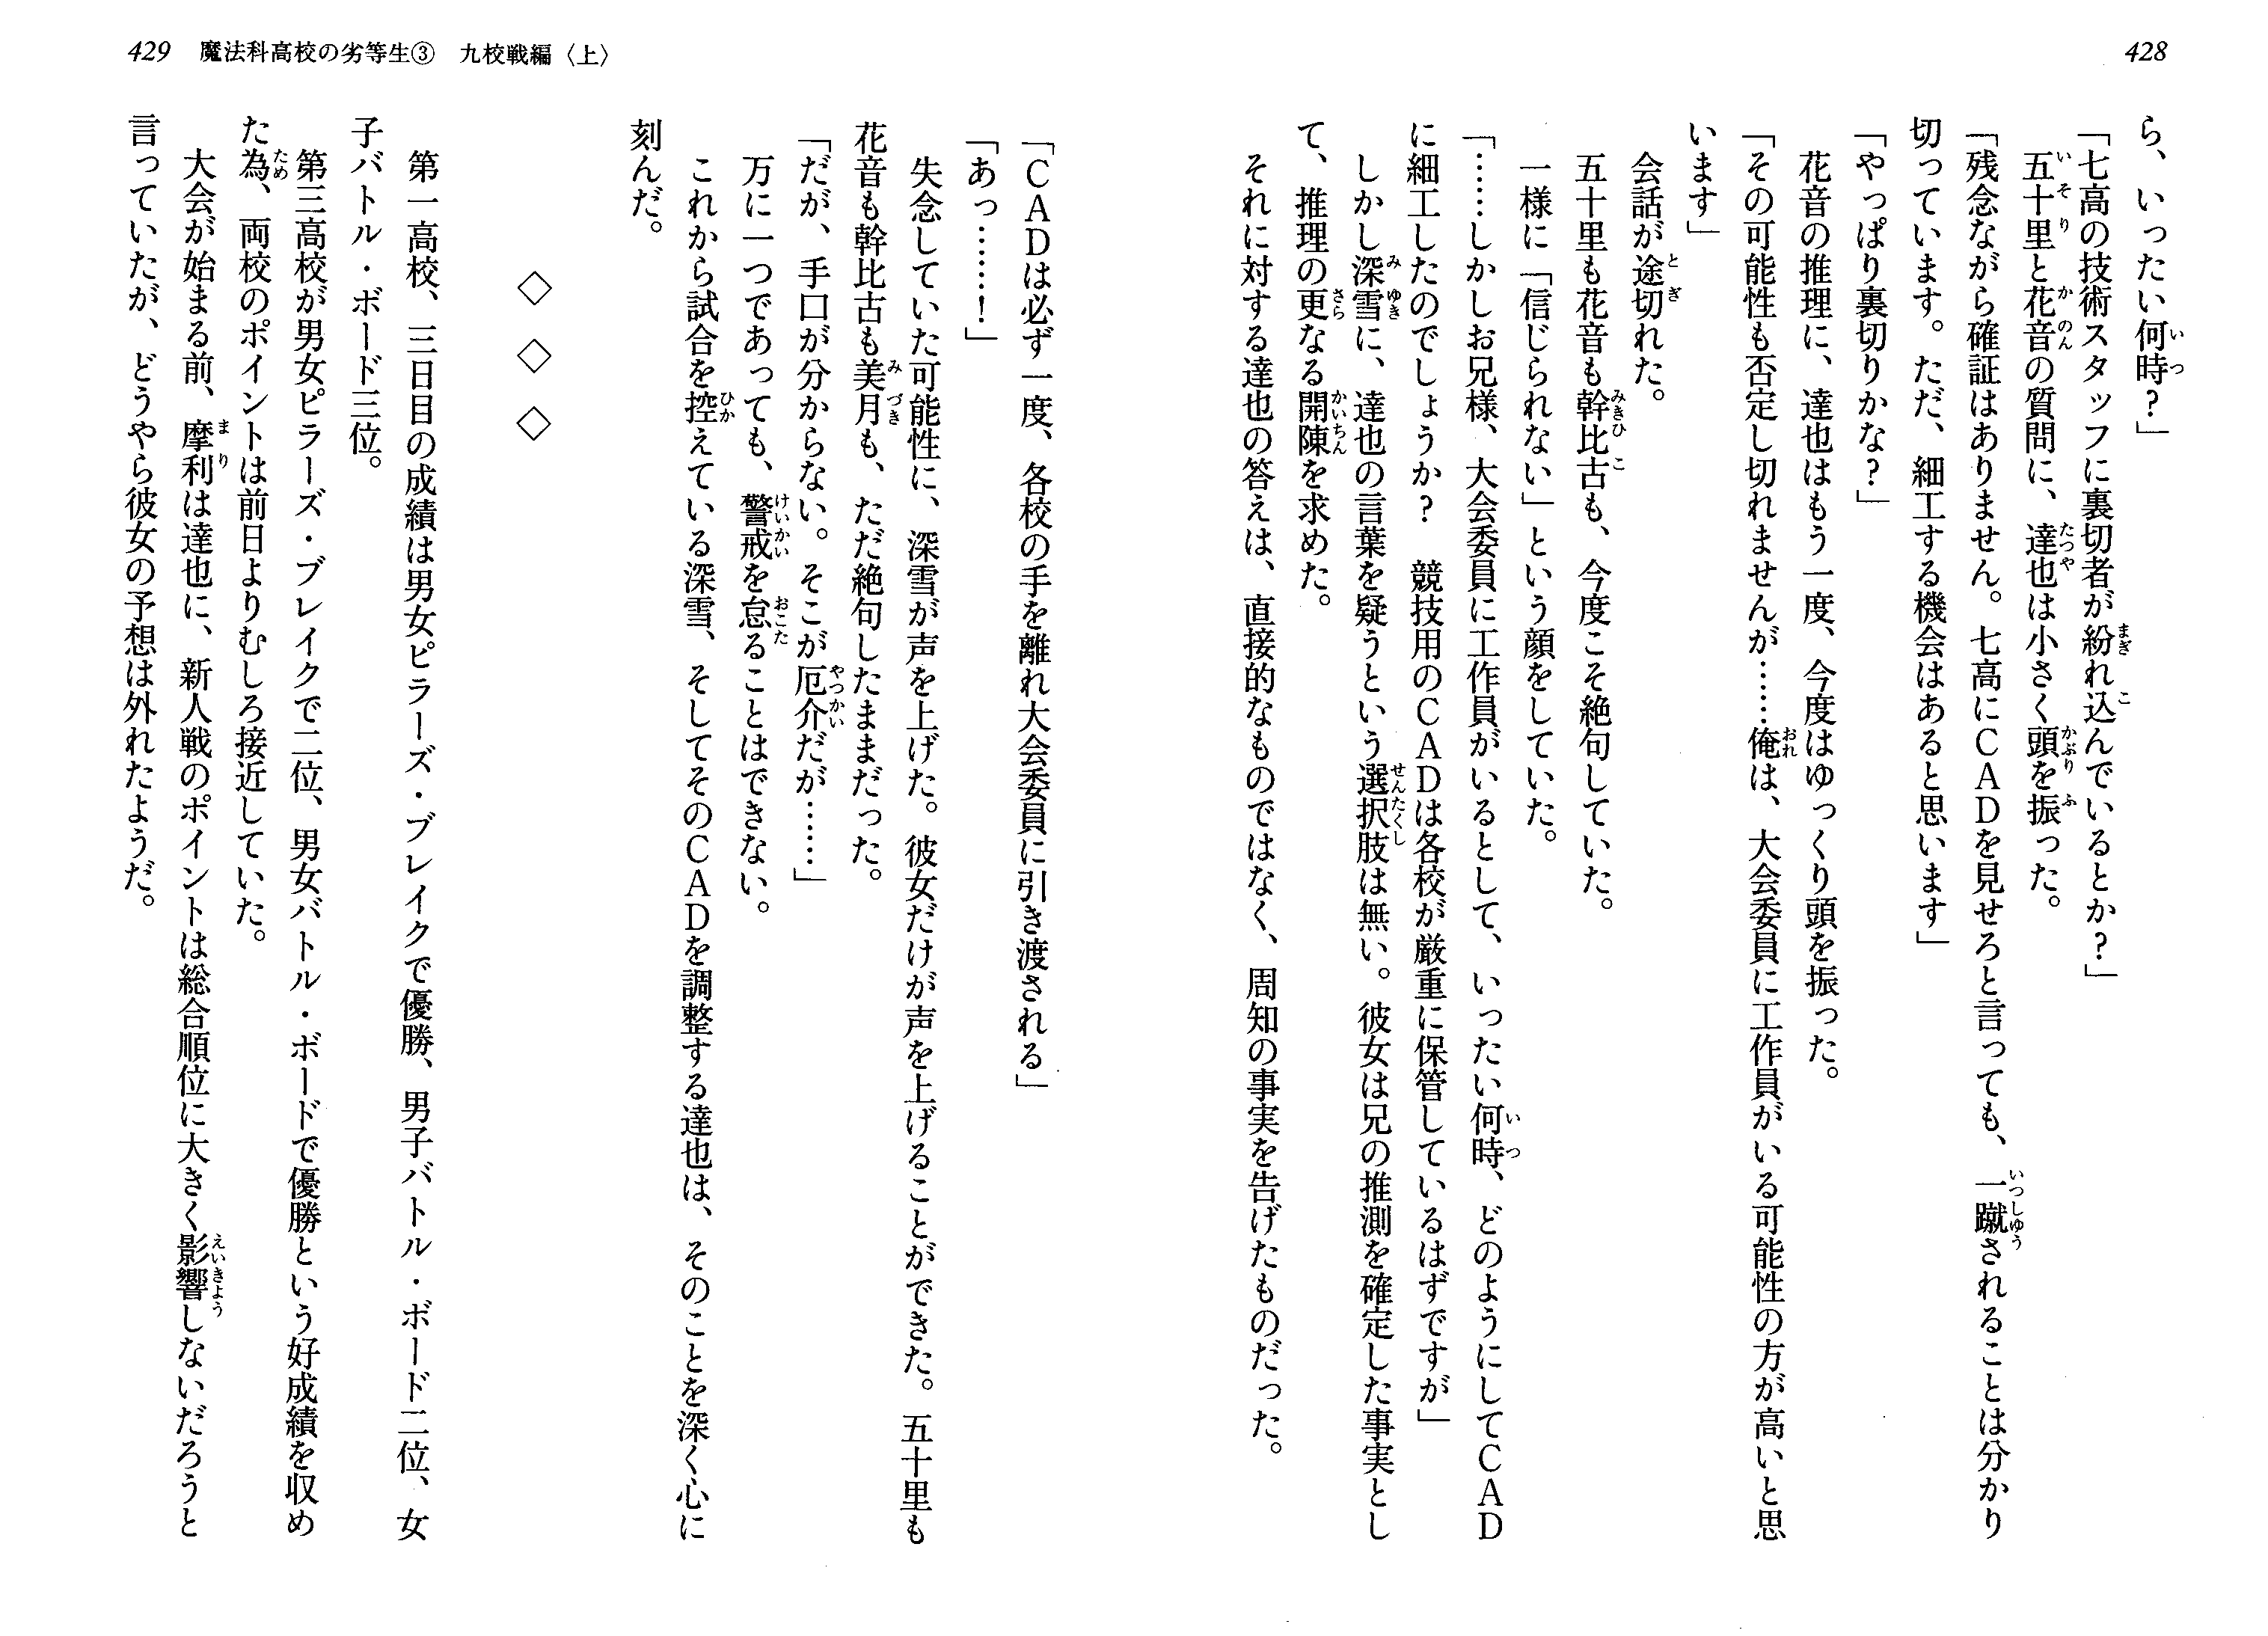 428
ら、いったい何時？」
「七高の技術スタッフに裏切者が紛れ込んでいるとか？」
五十里と花音の質問に、達也は小さく頭を振った。
「残念ながら確証はありません。七高にＣＡＤを見せろと言っても、一蹴されることは分かり
切っています。ただ、細工する機会はあると思います」
「やっぱり裏切りかな？」
花音の推理に、達也はもう一度、今度はゆっくり頭を振った。
「その可能性も否定し切れませんが……俺は、大会委員に工作員がいる可能性の方が高いと思
います」
会話が途切れた。
五十里も花音も幹比古も、今度こそ絶句していた。
一様に「信じられない」という顔をしていた。
「……しかしお兄様、大会委員に工作員がいるとして、いったい何時、どのようにしてＣＡＤ
に細工したのでしょうか？　競技用のＣＡＤは各校が厳重に保管しているはずですが」
しかし深雪に、達也の言葉を疑うという選択肢は無い。彼女は兄の推測を確定した事実とし
て、推理の更なる開陳を求めた。
それに対する達也の答えは、直接的なものではなく、周知の事実を告げたものだった。
429　魔法科高校の劣等生③　九校戦編〈上〉
「ＣＡＤは必ず一度、各校の手を離れ大会委員に引き渡される」
「あっ……！」
失念していた可能性に、深雪が声を上げた。彼女だけが声を上げることができた。五十里も
花音も幹比古も美月も、ただ絶句したままだった。
「だが、手口が分からない。そこが厄介だが……」
万に一つであっても、警戒を怠ることはできない。
これから試合を控えている深雪、そしてそのＣＡＤを調整する達也は、そのことを深く心に
刻んだ。
◇　◇　◇
第一高校、三日目の成績は男女ピラーズ・ブレイクで優勝、男子バトル・ボード二位、女
子バトル・ボード三位。
第三高校が男女ピラーズ・ブレイクで二位、男女バトル・ボードで優勝という好成績を収め
た為、両校のポイントは前日よりむしろ接近していた。
大会が始まる前、摩利は達也に、新人戦のポイントは総合順位に大きく影響しないだろうと
言っていたが、どうやら彼女の予想は外れたようだ。